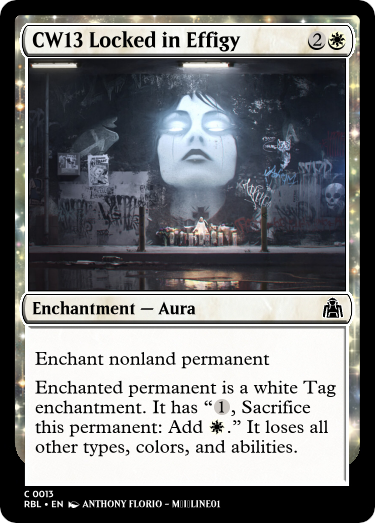 CW13 Locked in Effigy 2
Enchantment — Aura
Enchant nonland permanent
Enchanted permanent is a white Tag
enchantment. It has “1, Sacrifice
this permanent: Add .” It loses all
other types, colors, and abilities.
C 0013
RBL • EN ANTHONY FLORIO – M▯▯LINE01